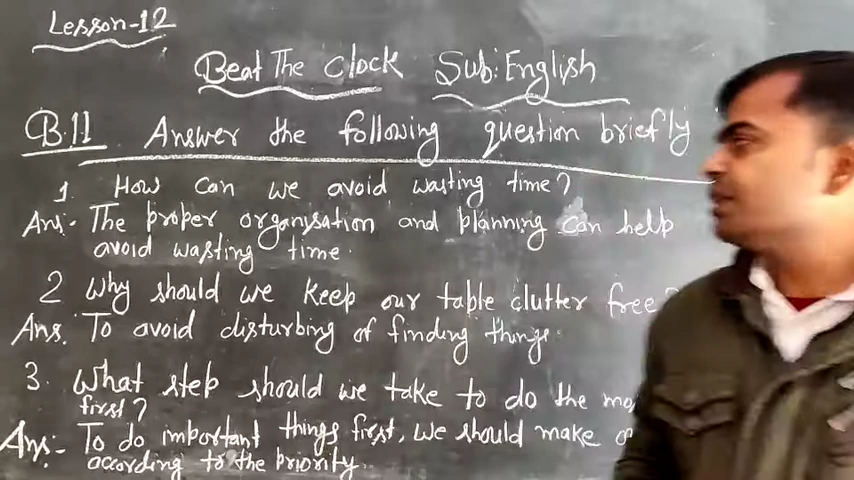 Lesson-12
Beat The Clock Sub: English
B.11 Answer the following question briefly
1. How can we avoid wasting time?
Ans:- The proper organisation and planning can help
avoid wasting time.
2 Why should we keep our table clutter free?
Ans: To avoid disturbing of finding things.
3. What step should we take to do the
first?
Ans:- To do important things first, we should make
according to the priority.